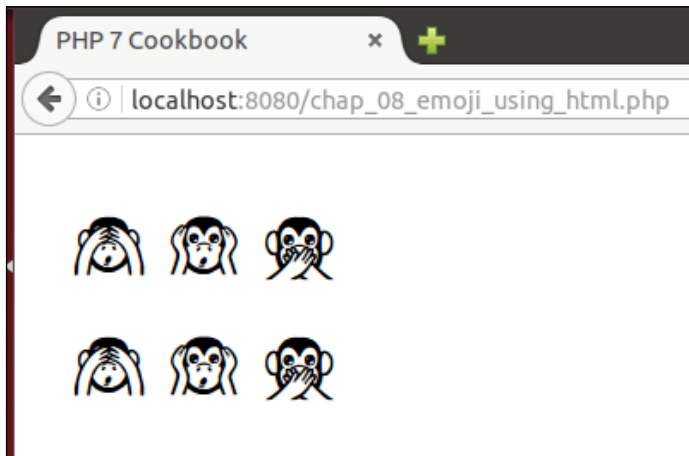 PHP 7 Cookbook
localhost:8080/chap_08_emoji_using_html.php
🙈 🙉 🙊
🙈 🙉 🙊